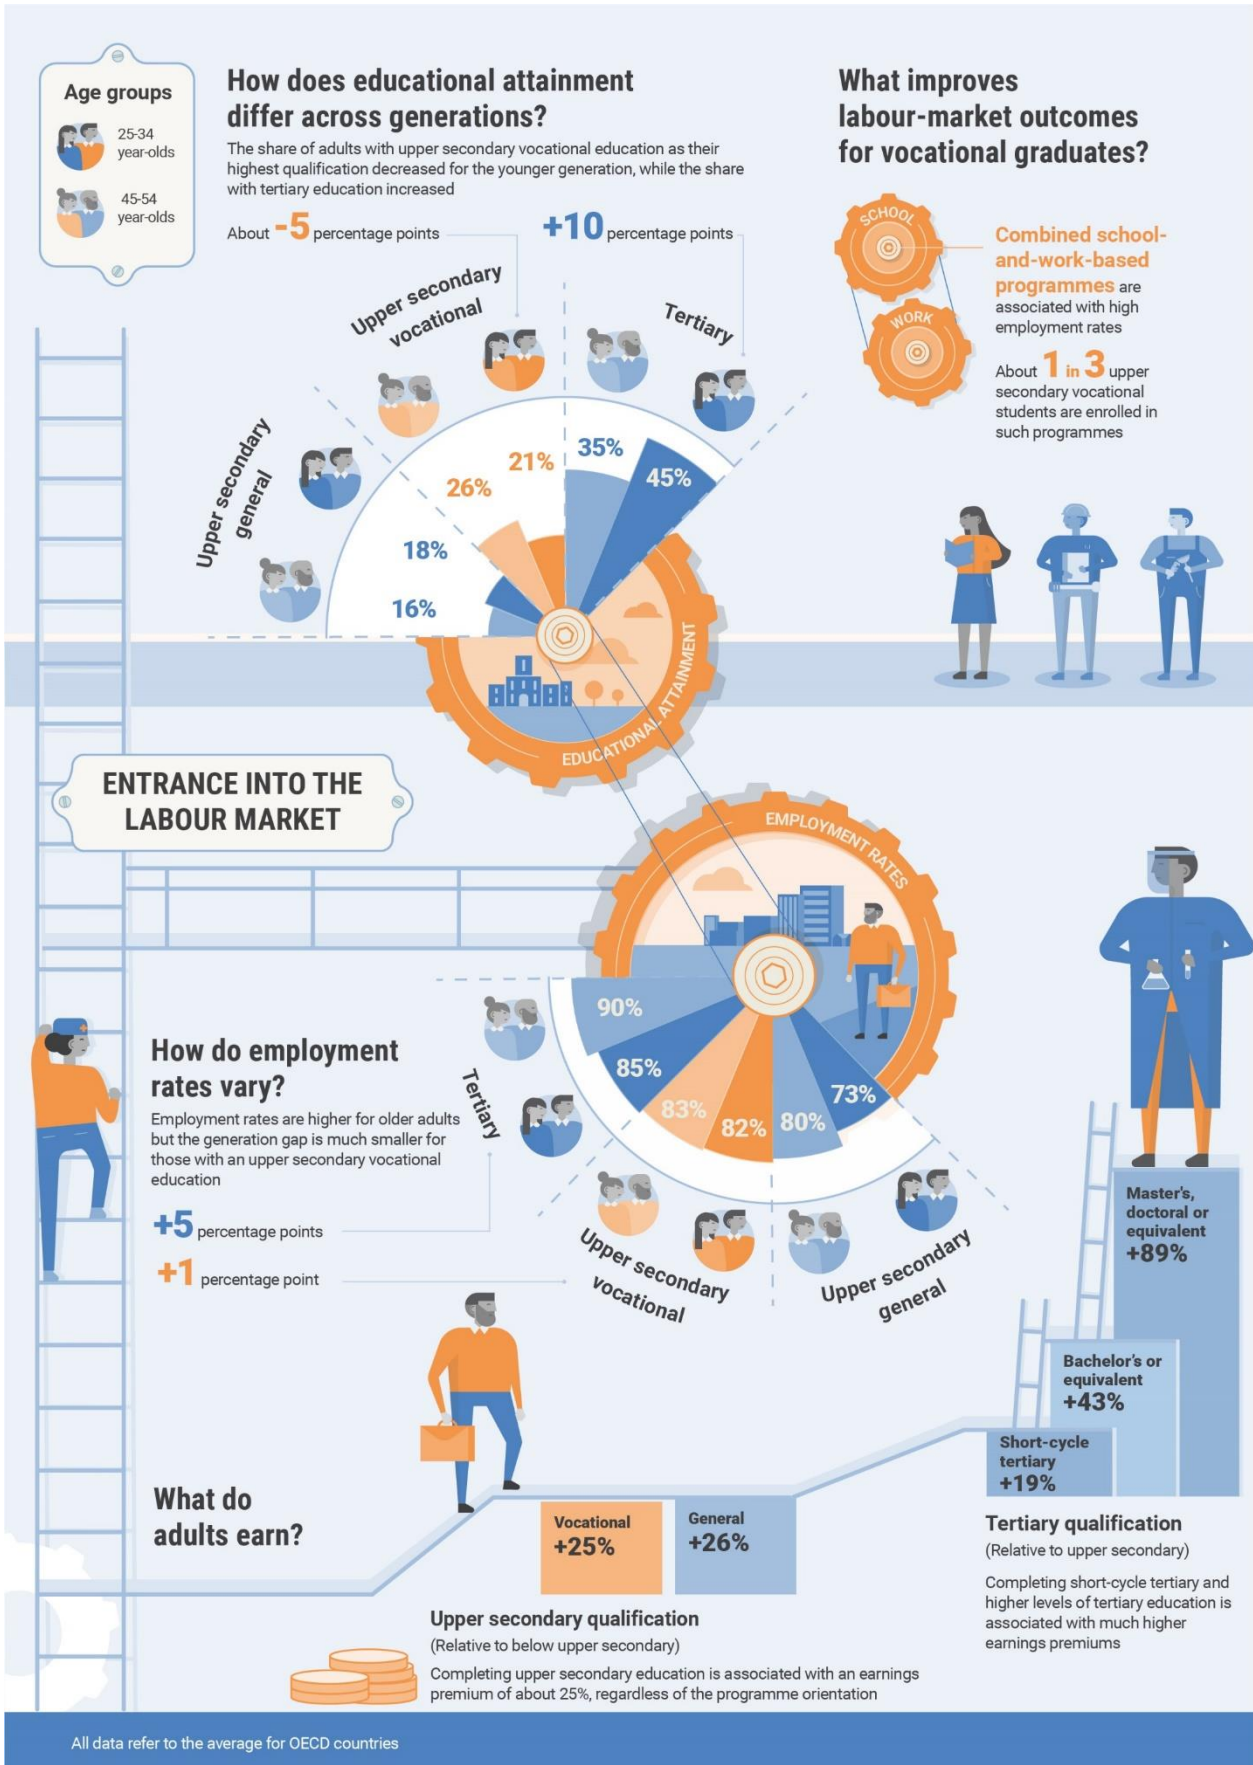 Age groups
25-34
year-olds
45-54
year-olds
How does educational attainment
differ across generations?
The share of adults with upper secondary vocational education as their
highest qualification decreased for the younger generation, while the share
with tertiary education increased
About -5 percentage points
+10 percentage points
Upper secondary
vocational
Tertiary
Upper secondary
general
35%
45%
21%
26%
18%
16%
EDUCATIONAL ATTAINMENT
What improves
labour-market outcomes
for vocational graduates?
SCHOOL
WORK
Combined school-
and-work-based
programmes are
associated with high
employment rates
About 1 in 3 upper
secondary vocational
students are enrolled in
such programmes
ENTRANCE INTO THE
LABOUR MARKET
EMPLOYMENT RATES
90%
85%
83%
82%
80%
73%
Tertiary
Upper secondary
vocational
Upper secondary
general
How do employment
rates vary?
Employment rates are higher for older adults
but the generation gap is much smaller for
those with an upper secondary vocational
education
+5 percentage points
+1 percentage point
Master's,
doctoral or
equivalent
+89%
Bachelor's or
equivalent
+43%
Short-cycle
tertiary
+19%
What do
adults earn?
Vocational
+25%
General
+26%
Upper secondary qualification
(Relative to below upper secondary)
Completing upper secondary education is associated with an earnings
premium of about 25%, regardless of the programme orientation
Tertiary qualification
(Relative to upper secondary)
Completing short-cycle tertiary and
higher levels of tertiary education is
associated with much higher
earnings premiums
All data refer to the average for OECD countries